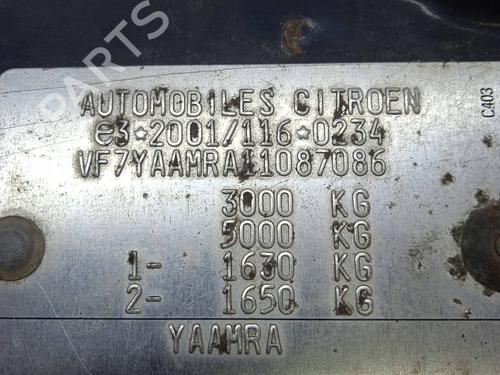 B-PARTS
AUTOMOBILES CITROEN
e3*2001/116*0234
VF7YAAMRA11087086
3000 KG
5000 KG
1- 1630 KG
2- 1650 KG
YAAMRA
C403